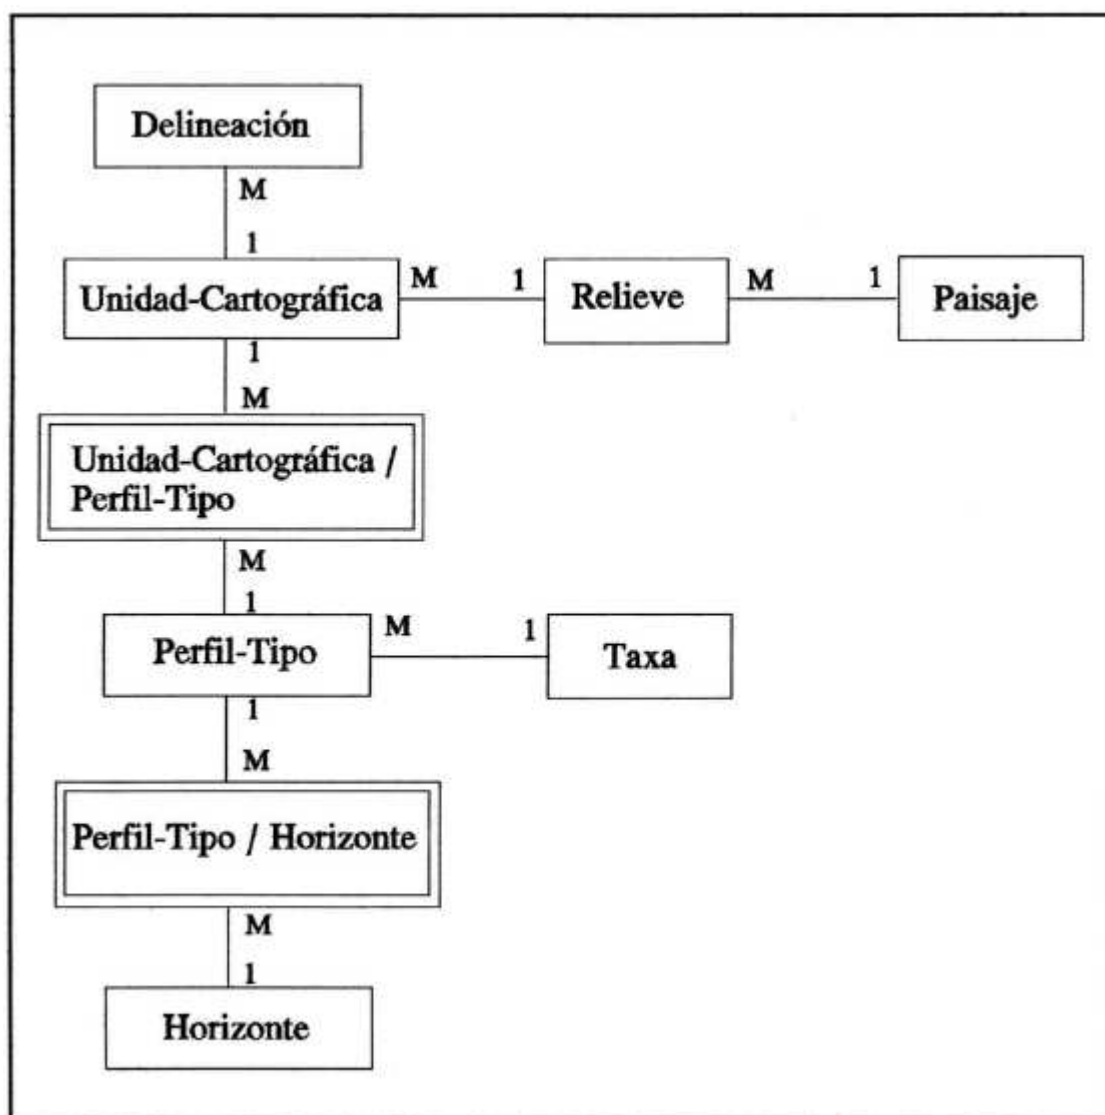 Delineación
M
1
Unidad-Cartográfica
M
1
Relieve
M
1
Paisaje
1
M
Unidad-Cartográfica /
Perfil-Tipo
M
1
Perfil-Tipo
M
1
Taxa
1
M
Perfil-Tipo / Horizonte
M
1
Horizonte